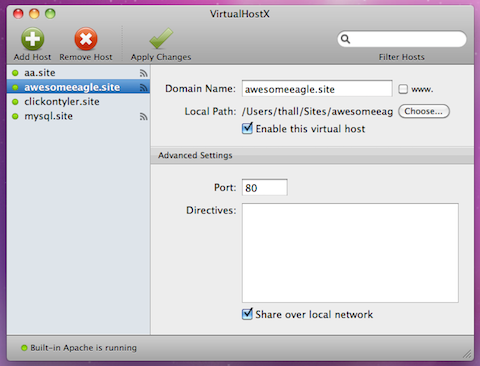 VirtualHostX
Add Host Remove Host Apply Changes Filter Hosts
aa.site
awesomeeagle.site
clickontyler.site
mysql.site
Domain Name: awesomeeagle.site www.
Local Path: /Users/thall/Sites/awesomeeag Choose...
Enable this virtual host
Advanced Settings
Port: 80
Directives:
Share over local network
Built-in Apache is running